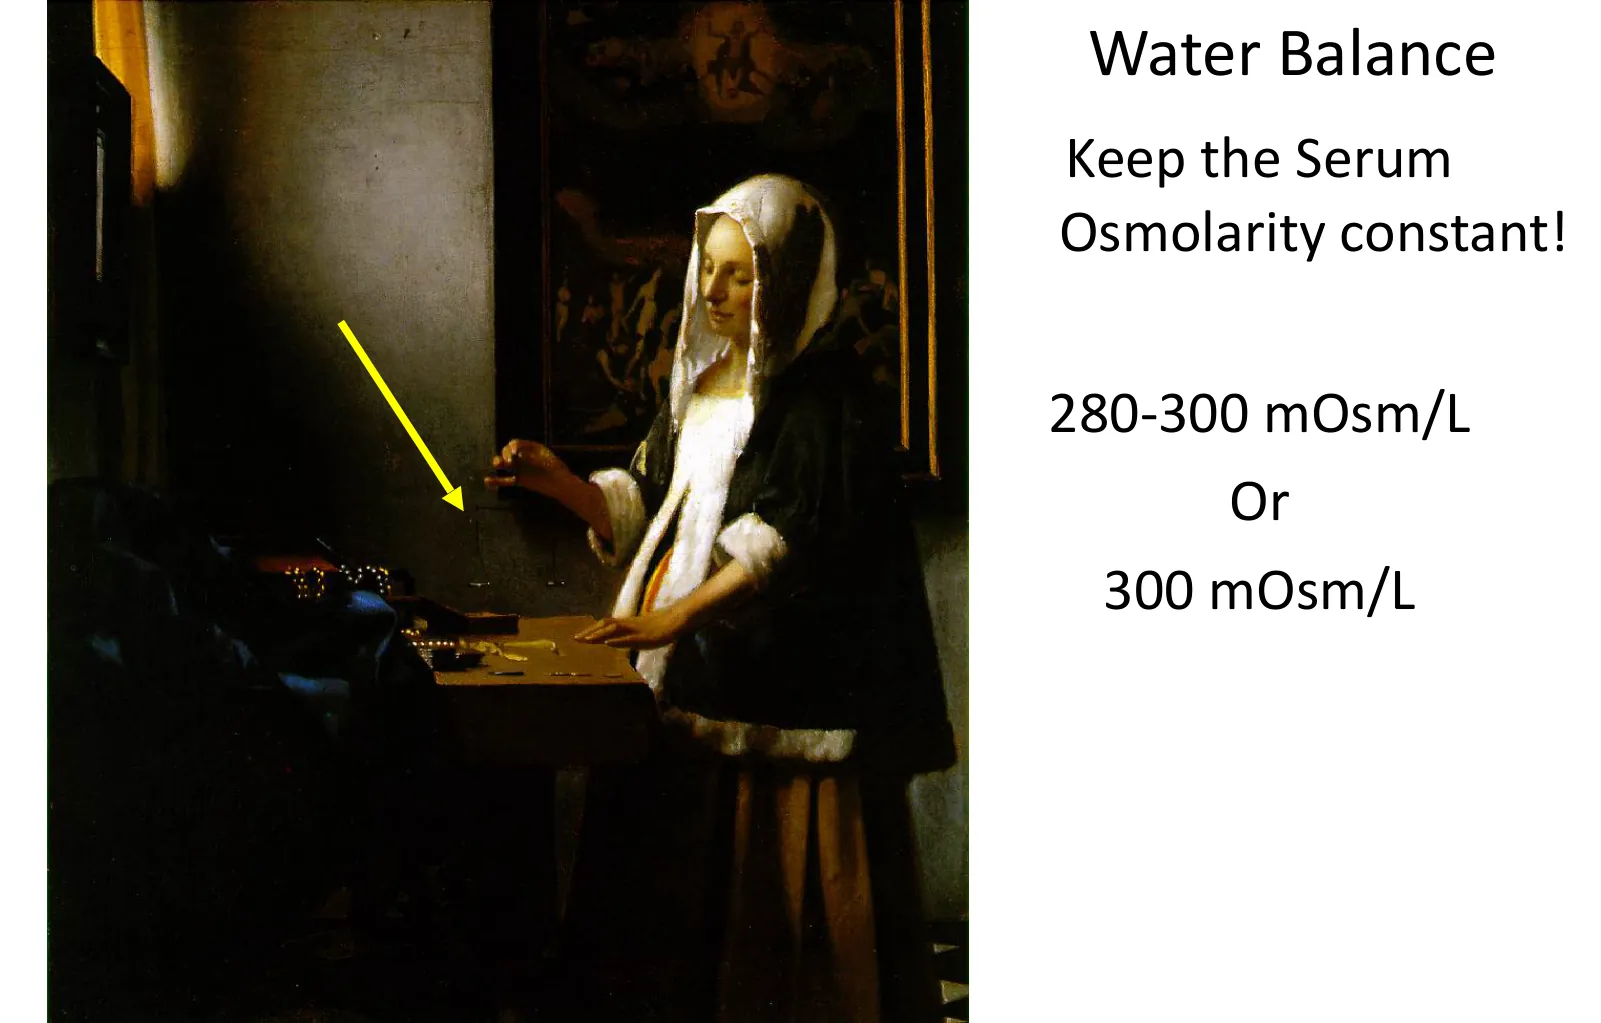 Water Balance
Keep the Serum
Osmolarity constant!
280-300 mOsm/L
Or
300 mOsm/L